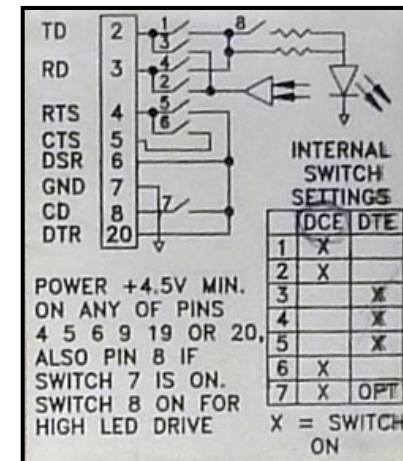 TD 2 1 8
3
RD 3 4
2
RTS 4 5
6
CTS 5
DSR 6
GND 7
CD 8 7
DTR 20
INTERNAL
SWITCH
SETTINGS
DCE DTE
1 X
2 X
3 X
4 X
5 X
6 X
7 X OPT
X = SWITCH
ON
POWER +4.5V MIN.
ON ANY OF PINS
4 5 6 9 19 OR 20,
ALSO PIN 8 IF
SWITCH 7 IS ON.
SWITCH 8 ON FOR
HIGH LED DRIVE